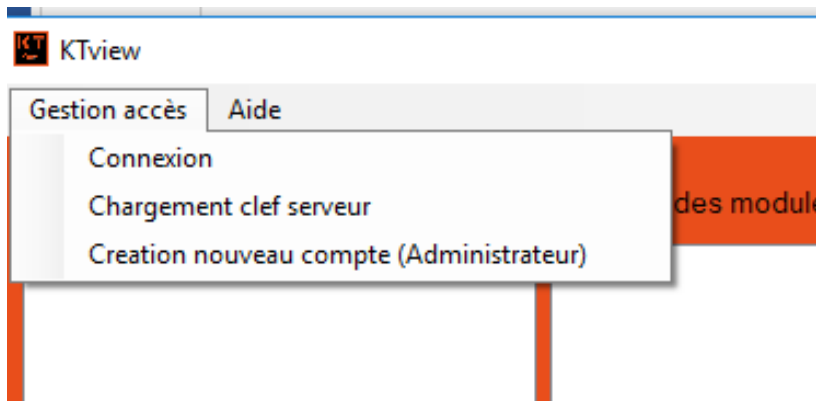 KT
KTview
Gestion accès Aide
Connexion
Chargement clef serveur
des module
Creation nouveau compte (Administrateur)